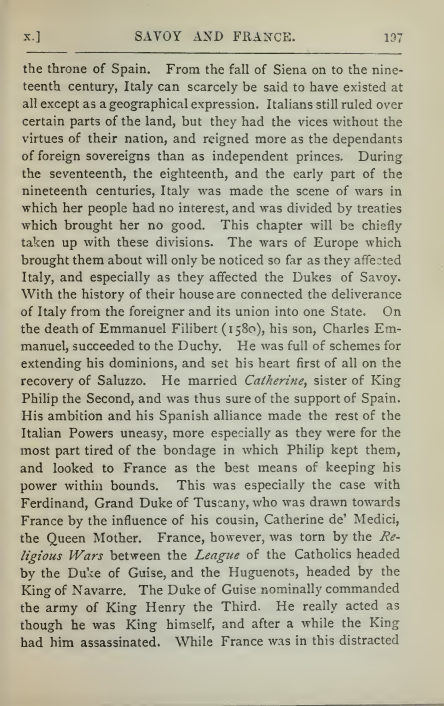 x.] SAVOY AND FRANCE. 197
the throne of Spain. From the fall of Siena on to the nine-
teenth century, Italy can scarcely be said to have existed at
all except as a geographical expression. Italians still ruled over
certain parts of the land, but they had the vices without the
virtues of their nation, and reigned more as the dependants
of foreign sovereigns than as independent princes. During
the seventeenth, the eighteenth, and the early part of the
nineteenth centuries, Italy was made the scene of wars in
which her people had no interest, and was divided by treaties
which brought her no good. This chapter will be chiefly
taken up with these divisions. The wars of Europe which
brought them about will only be noticed so far as they affected
Italy, and especially as they affected the Dukes of Savoy.
With the history of their house are connected the deliverance
of Italy from the foreigner and its union into one State. On
the death of Emmanuel Filibert (1580), his son, Charles Em-
manuel, succeeded to the Duchy. He was full of schemes for
extending his dominions, and set his heart first of all on the
recovery of Saluzzo. He married Catherine, sister of King
Philip the Second, and was thus sure of the support of Spain.
His ambition and his Spanish alliance made the rest of the
Italian Powers uneasy, more especially as they were for the
most part tired of the bondage in which Philip kept them,
and looked to France as the best means of keeping his
power within bounds. This was especially the case with
Ferdinand, Grand Duke of Tuscany, who was drawn towards
France by the influence of his cousin, Catherine de' Medici,
the Queen Mother. France, however, was torn by the Re-
ligious Wars between the League of the Catholics headed
by the Duke of Guise, and the Huguenots, headed by the
King of Navarre. The Duke of Guise nominally commanded
the army of King Henry the Third. He really acted as
though he was King himself, and after a while the King
had him assassinated. While France was in this distracted